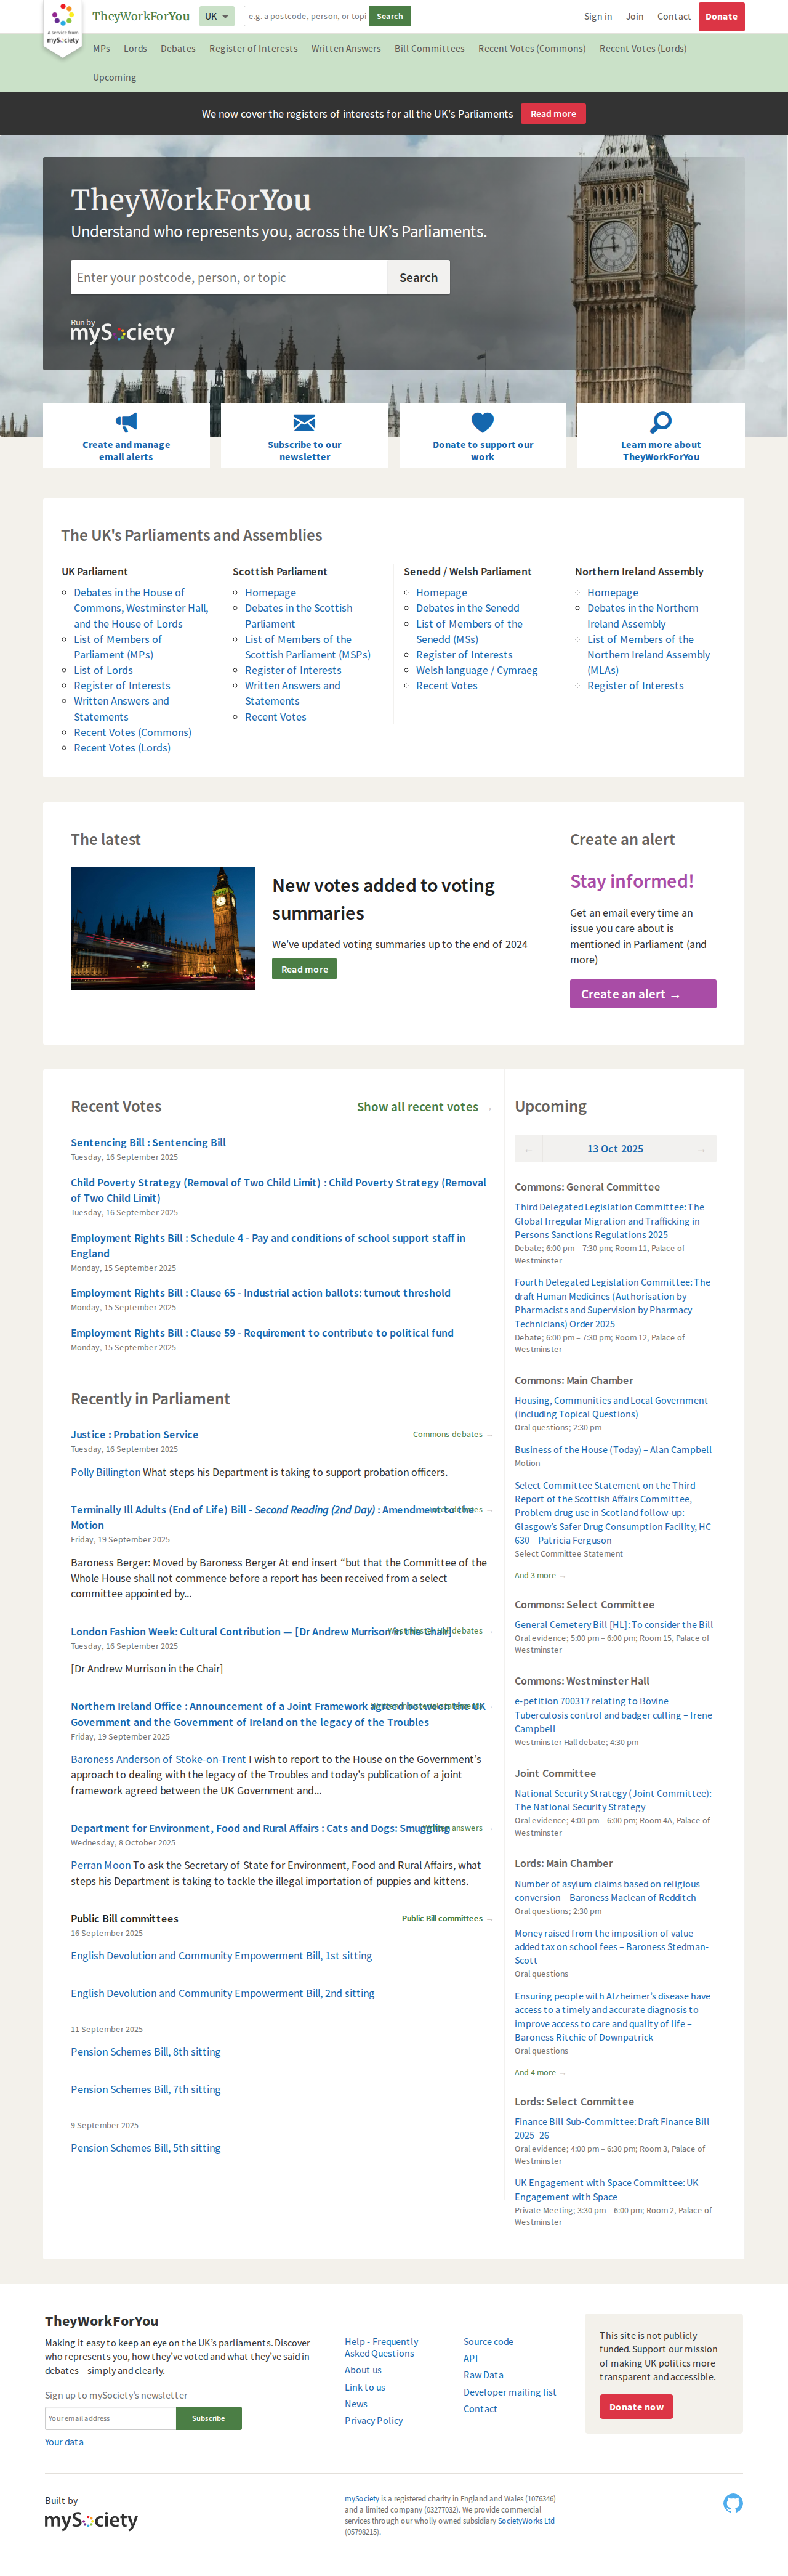 A service from
mySociety
TheyWorkForYou
UK
e.g. a postcode, person, or topi
Search
Sign in
Join
Contact
Donate
MPs
Lords
Debates
Register of Interests
Written Answers
Bill Committees
Recent Votes (Commons)
Recent Votes (Lords)
Upcoming
We now cover the registers of interests for all the UK's Parliaments
Read more
TheyWorkForYou
Understand who represents you, across the UK's Parliaments.
Enter your postcode, person, or topic
Search
Run by
mySociety
Create and manage
email alerts
Subscribe to our
newsletter
Donate to support our
work
Learn more about
TheyWorkForYou
The UK's Parliaments and Assemblies
UK Parliament
Debates in the House of
Commons, Westminster Hall,
and the House of Lords
List of Members of
Parliament (MPs)
List of Lords
Register of Interests
Written Answers and
Statements
Recent Votes (Commons)
Recent Votes (Lords)
Scottish Parliament
Homepage
Debates in the Scottish
Parliament
List of Members of the
Scottish Parliament (MSPs)
Register of Interests
Written Answers and
Statements
Recent Votes
Senedd / Welsh Parliament
Homepage
Debates in the Senedd
List of Members of the
Senedd (MSs)
Register of Interests
Welsh language / Cymraeg
Recent Votes
Northern Ireland Assembly
Homepage
Debates in the Northern
Ireland Assembly
List of Members of the
Northern Ireland Assembly
(MLAs)
Register of Interests
The latest
New votes added to voting
summaries
We've updated voting summaries up to the end of 2024
Read more
Create an alert
Stay informed!
Get an email every time an
issue you care about is
mentioned in Parliament (and
more)
Create an alert →
Recent Votes
Show all recent votes →
Sentencing Bill : Sentencing Bill
Tuesday, 16 September 2025
Child Poverty Strategy (Removal of Two Child Limit) : Child Poverty Strategy (Removal
of Two Child Limit)
Tuesday, 16 September 2025
Employment Rights Bill : Schedule 4 - Pay and conditions of school support staff in
England
Monday, 15 September 2025
Employment Rights Bill : Clause 65 - Industrial action ballots: turnout threshold
Monday, 15 September 2025
Employment Rights Bill : Clause 59 - Requirement to contribute to political fund
Monday, 15 September 2025
Recently in Parliament
Justice : Probation Service
Commons debates →
Tuesday, 16 September 2025
Polly Billington What steps his Department is taking to support probation officers.
Terminally Ill Adults (End of Life) Bill - Second Reading (2nd Day) : Amendment to the
Lords debates →
Motion
Friday, 19 September 2025
Baroness Berger: Moved by Baroness Berger At end insert “but that the Committee of the
Whole House shall not commence before a report has been received from a select
committee appointed by...
London Fashion Week: Cultural Contribution — [Dr Andrew Murrison in the Chair]
Westminster Hall debates →
Tuesday, 16 September 2025
[Dr Andrew Murrison in the Chair]
Northern Ireland Office : Announcement of a Joint Framework agreed between the UK
Written ministerial statements →
Government and the Government of Ireland on the legacy of the Troubles
Friday, 19 September 2025
Baroness Anderson of Stoke-on-Trent I wish to report to the House on the Government’s
approach to dealing with the legacy of the Troubles and today’s publication of a joint
framework agreed between the UK Government and...
Department for Environment, Food and Rural Affairs : Cats and Dogs: Smuggling
Written answers →
Wednesday, 8 October 2025
Perran Moon To ask the Secretary of State for Environment, Food and Rural Affairs, what
steps his Department is taking to tackle the illegal importation of puppies and kittens.
Public Bill committees
Public Bill committees →
16 September 2025
English Devolution and Community Empowerment Bill, 1st sitting
English Devolution and Community Empowerment Bill, 2nd sitting
11 September 2025
Pension Schemes Bill, 8th sitting
Pension Schemes Bill, 7th sitting
9 September 2025
Pension Schemes Bill, 5th sitting
Upcoming
← 13 Oct 2025 →
Commons: General Committee
Third Delegated Legislation Committee: The
Global Irregular Migration and Trafficking in
Persons Sanctions Regulations 2025
Debate; 6:00 pm – 7:30 pm; Room 11, Palace of
Westminster
Fourth Delegated Legislation Committee: The
draft Human Medicines (Authorisation by
Pharmacists and Supervision by Pharmacy
Technicians) Order 2025
Debate; 6:00 pm – 7:30 pm; Room 12, Palace of
Westminster
Commons: Main Chamber
Housing, Communities and Local Government
(including Topical Questions)
Oral questions; 2:30 pm
Business of the House (Today) – Alan Campbell
Motion
Select Committee Statement on the Third
Report of the Scottish Affairs Committee,
Problem drug use in Scotland follow-up:
Glasgow’s Safer Drug Consumption Facility, HC
630 – Patricia Ferguson
Select Committee Statement
And 3 more →
Commons: Select Committee
General Cemetery Bill [HL]: To consider the Bill
Oral evidence; 5:00 pm – 6:00 pm; Room 15, Palace of
Westminster
Commons: Westminster Hall
e-petition 700317 relating to Bovine
Tuberculosis control and badger culling – Irene
Campbell
Westminster Hall debate; 4:30 pm
Joint Committee
National Security Strategy (Joint Committee):
The National Security Strategy
Oral evidence; 4:00 pm – 6:00 pm; Room 4A, Palace of
Westminster
Lords: Main Chamber
Number of asylum claims based on religious
conversion – Baroness Maclean of Redditch
Oral questions; 2:30 pm
Money raised from the imposition of value
added tax on school fees – Baroness Stedman-
Scott
Oral questions
Ensuring people with Alzheimer’s disease have
access to a timely and accurate diagnosis to
improve access to care and quality of life –
Baroness Ritchie of Downpatrick
Oral questions
And 4 more →
Lords: Select Committee
Finance Bill Sub-Committee: Draft Finance Bill
2025–26
Oral evidence; 4:00 pm – 6:30 pm; Room 3, Palace of
Westminster
UK Engagement with Space Committee: UK
Engagement with Space
Private Meeting; 3:30 pm – 6:00 pm; Room 2, Palace of
Westminster
TheyWorkForYou
Making it easy to keep an eye on the UK’s parliaments. Discover
who represents you, how they’ve voted and what they’ve said in
debates – simply and clearly.
Sign up to mySociety’s newsletter
Your email address
Subscribe
Your data
Help - Frequently
Asked Questions
About us
Link to us
News
Privacy Policy
Source code
API
Raw Data
Developer mailing list
Contact
This site is not publicly
funded. Support our mission
of making UK politics more
transparent and accessible.
Donate now
Built by
mySociety
mySociety is a registered charity in England and Wales (1076346)
and a limited company (03277032). We provide commercial
services through our wholly owned subsidiary SocietyWorks Ltd
(05798215).